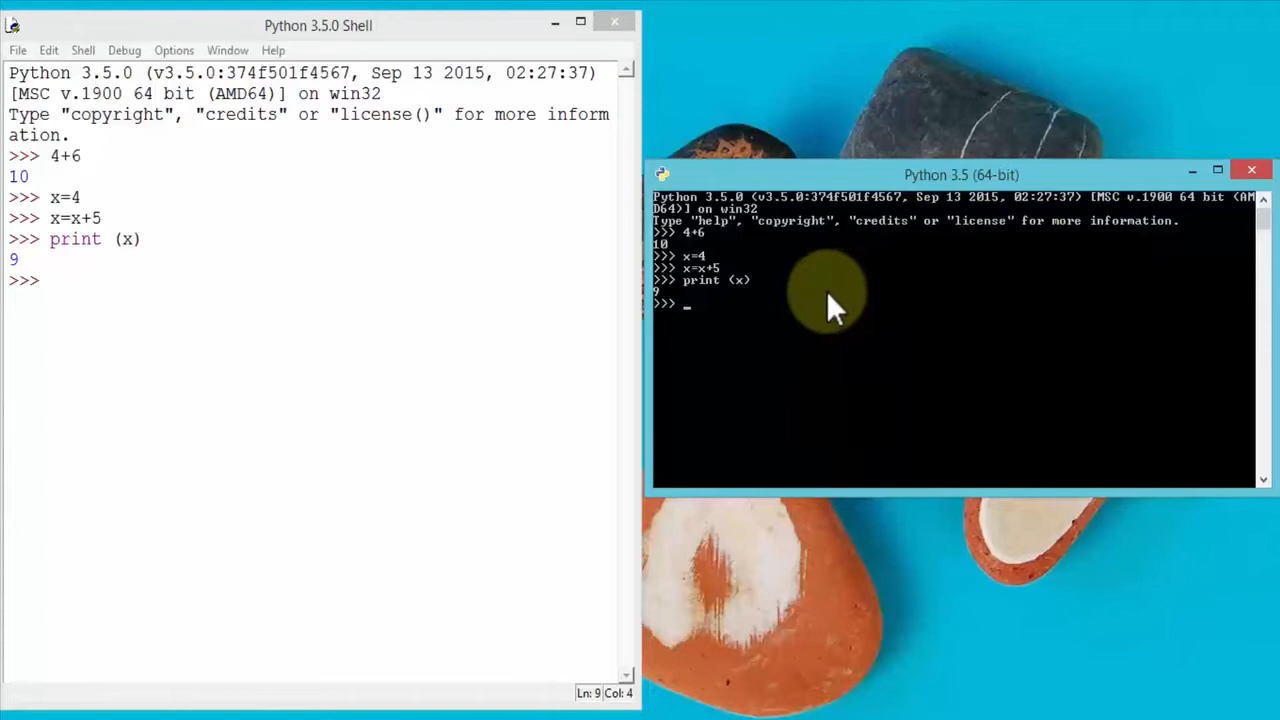 Python 3.5.0 Shell
File Edit Shell Debug Options Window Help
Python 3.5.0 (v3.5.0:374f501f4567, Sep 13 2015, 02:27:37)
[MSC v.1900 64 bit (AMD64)] on win32
Type "copyright", "credits" or "license()" for more inform
ation.
>>> 4+6
10
>>> x=4
>>> x=x+5
>>> print (x)
9
>>>
Ln: 9 Col: 4
Python 3.5 (64-bit)
Python 3.5.0 (v3.5.0:374f501f4567, Sep 13 2015, 02:27:37) [MSC v.1900 64 bit (AM
D64)] on win32
Type "help", "copyright", "credits" or "license" for more information.
>>> 4+6
10
>>> x=4
>>> x=x+5
>>> print (x)
9
>>> _